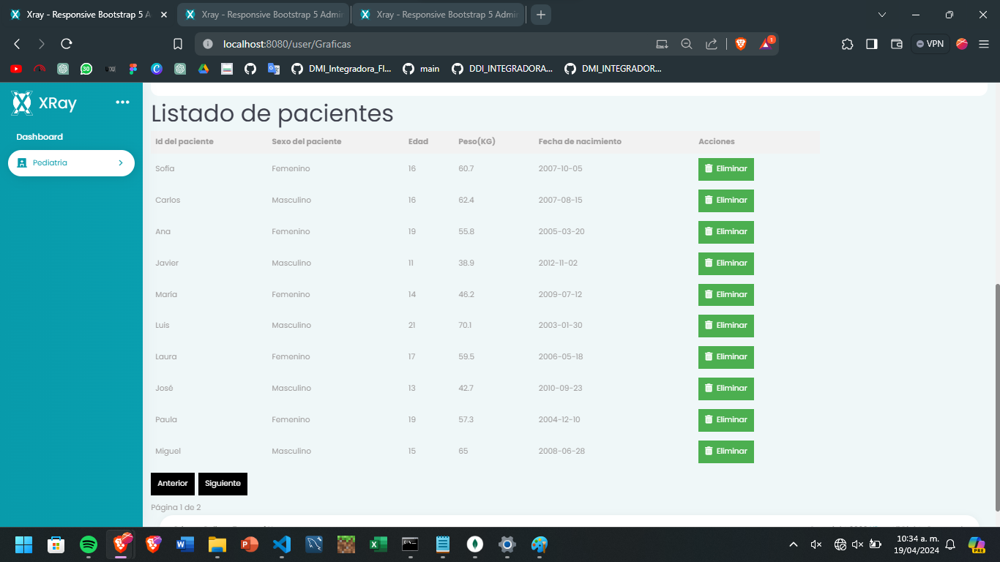 Xray - Responsive Bootstrap 5 A
Xray - Responsive Bootstrap 5 Admin
Xray - Responsive Bootstrap 5 Admin
localhost:8080/user/Graficas
1
VPN
30
DMI_Integradora_Fl...
main
DDI_INTEGRADORA...
DMI_INTEGRADOR...
XRay
Dashboard
Pediatria
Listado de pacientes
Id del paciente Sexo del paciente Edad Peso(KG) Fecha de nacimiento Acciones
Sofía Femenino 16 60.7 2007-10-05 Eliminar
Carlos Masculino 16 62.4 2007-08-15 Eliminar
Ana Femenino 19 55.8 2005-03-20 Eliminar
Javier Masculino 11 38.9 2012-11-02 Eliminar
María Femenino 14 46.2 2009-07-12 Eliminar
Luis Masculino 21 70.1 2003-01-30 Eliminar
Laura Femenino 17 59.5 2006-05-18 Eliminar
José Masculino 13 42.7 2010-09-23 Eliminar
Paula Femenino 19 57.3 2004-12-10 Eliminar
Miguel Masculino 15 65 2008-06-28 Eliminar
Anterior Siguiente
Página 1 de 2
10:34 a. m.
19/04/2024
PRE